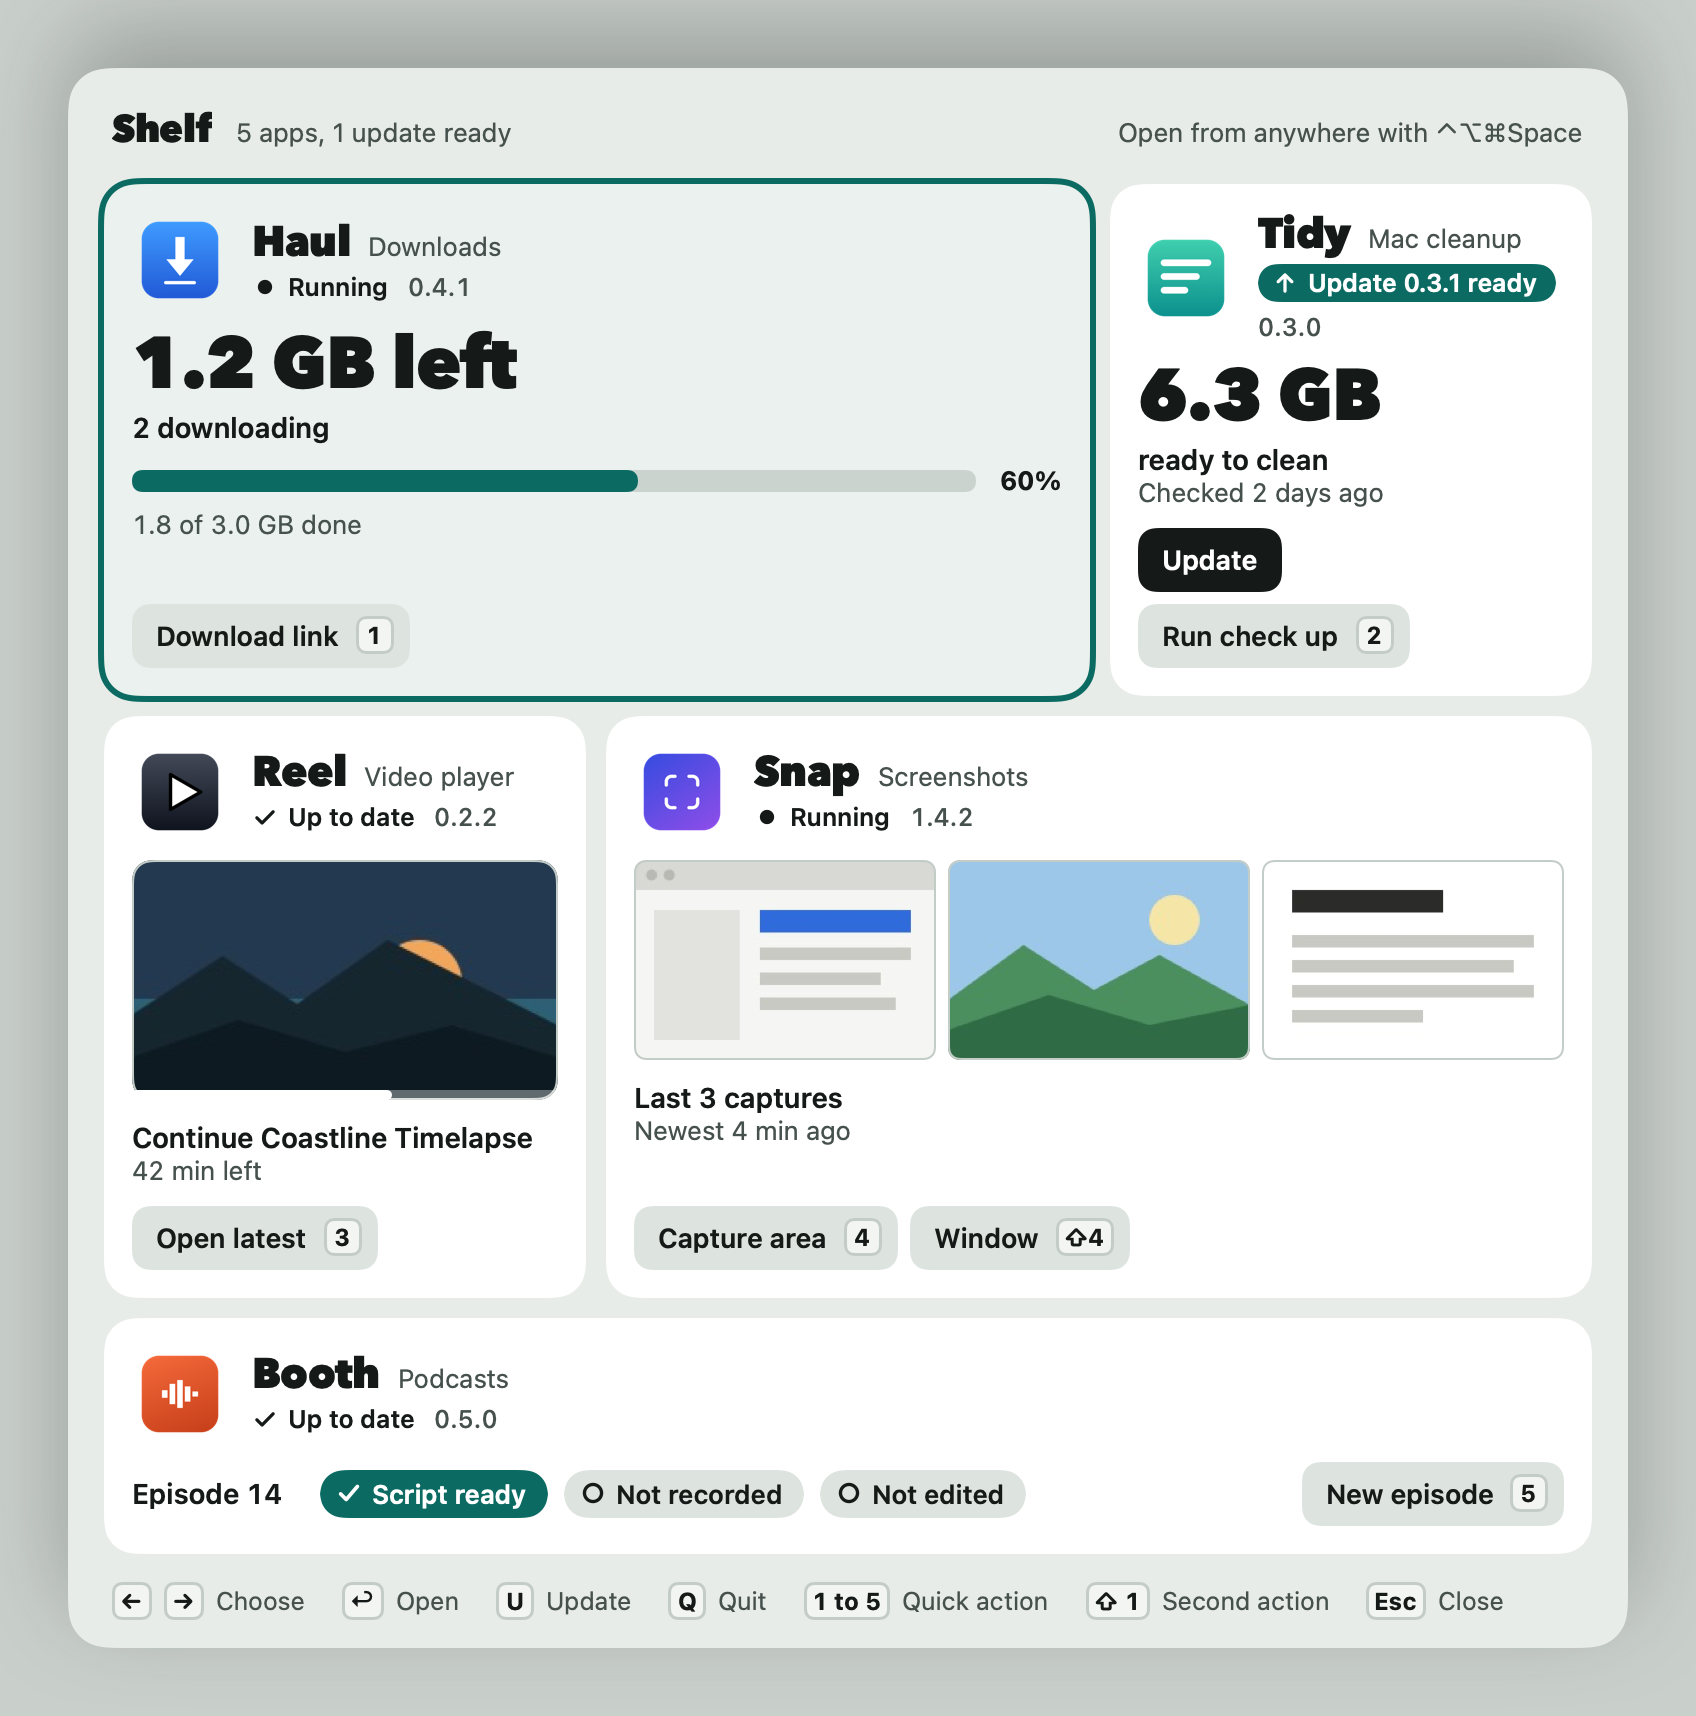 Shelf 5 apps, 1 update ready
Open from anywhere with ⌃⌥⌘Space
Haul Downloads
Running 0.4.1
1.2 GB left
2 downloading
60%
1.8 of 3.0 GB done
Download link 1
Tidy Mac cleanup
↑ Update 0.3.1 ready
0.3.0
6.3 GB
ready to clean
Checked 2 days ago
Update
Run check up 2
Reel Video player
✓ Up to date 0.2.2
Continue Coastline Timelapse
42 min left
Open latest 3
Snap Screenshots
Running 1.4.2
Last 3 captures
Newest 4 min ago
Capture area 4 Window ⇧4
Booth Podcasts
✓ Up to date 0.5.0
Episode 14 ✓ Script ready Not recorded Not edited New episode 5
← → Choose ↩ Open U Update Q Quit 1 to 5 Quick action ⇧ 1 Second action Esc Close